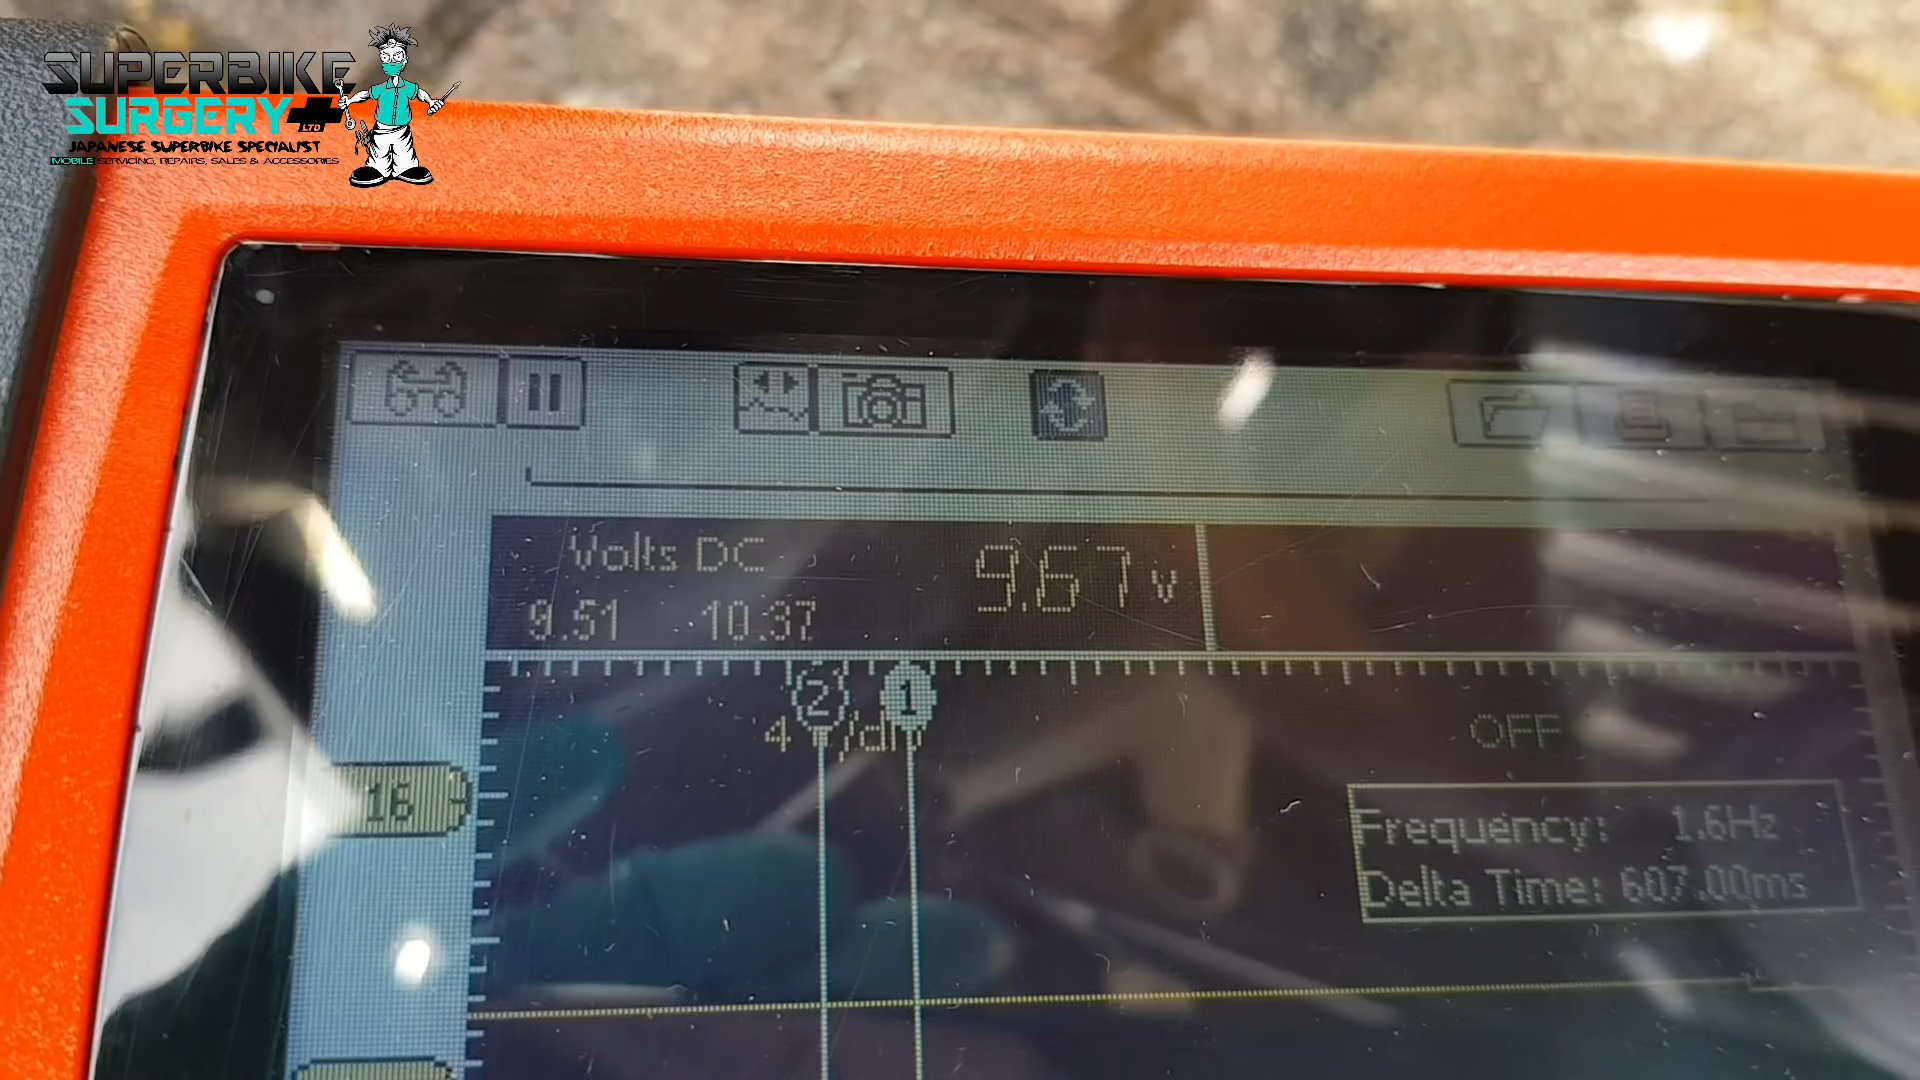 SUPERBIKE
SURGERY
LTD
JAPANESE SUPERBIKE SPECIALIST
MOBILE SERVICING, REPAIRS, SALES & ACCESSORIES
Volts DC
9.67 v
9.51 10.37
2 1
4 /div
OFF
16
Frequency: 1.6Hz
Delta Time: 607.00ms